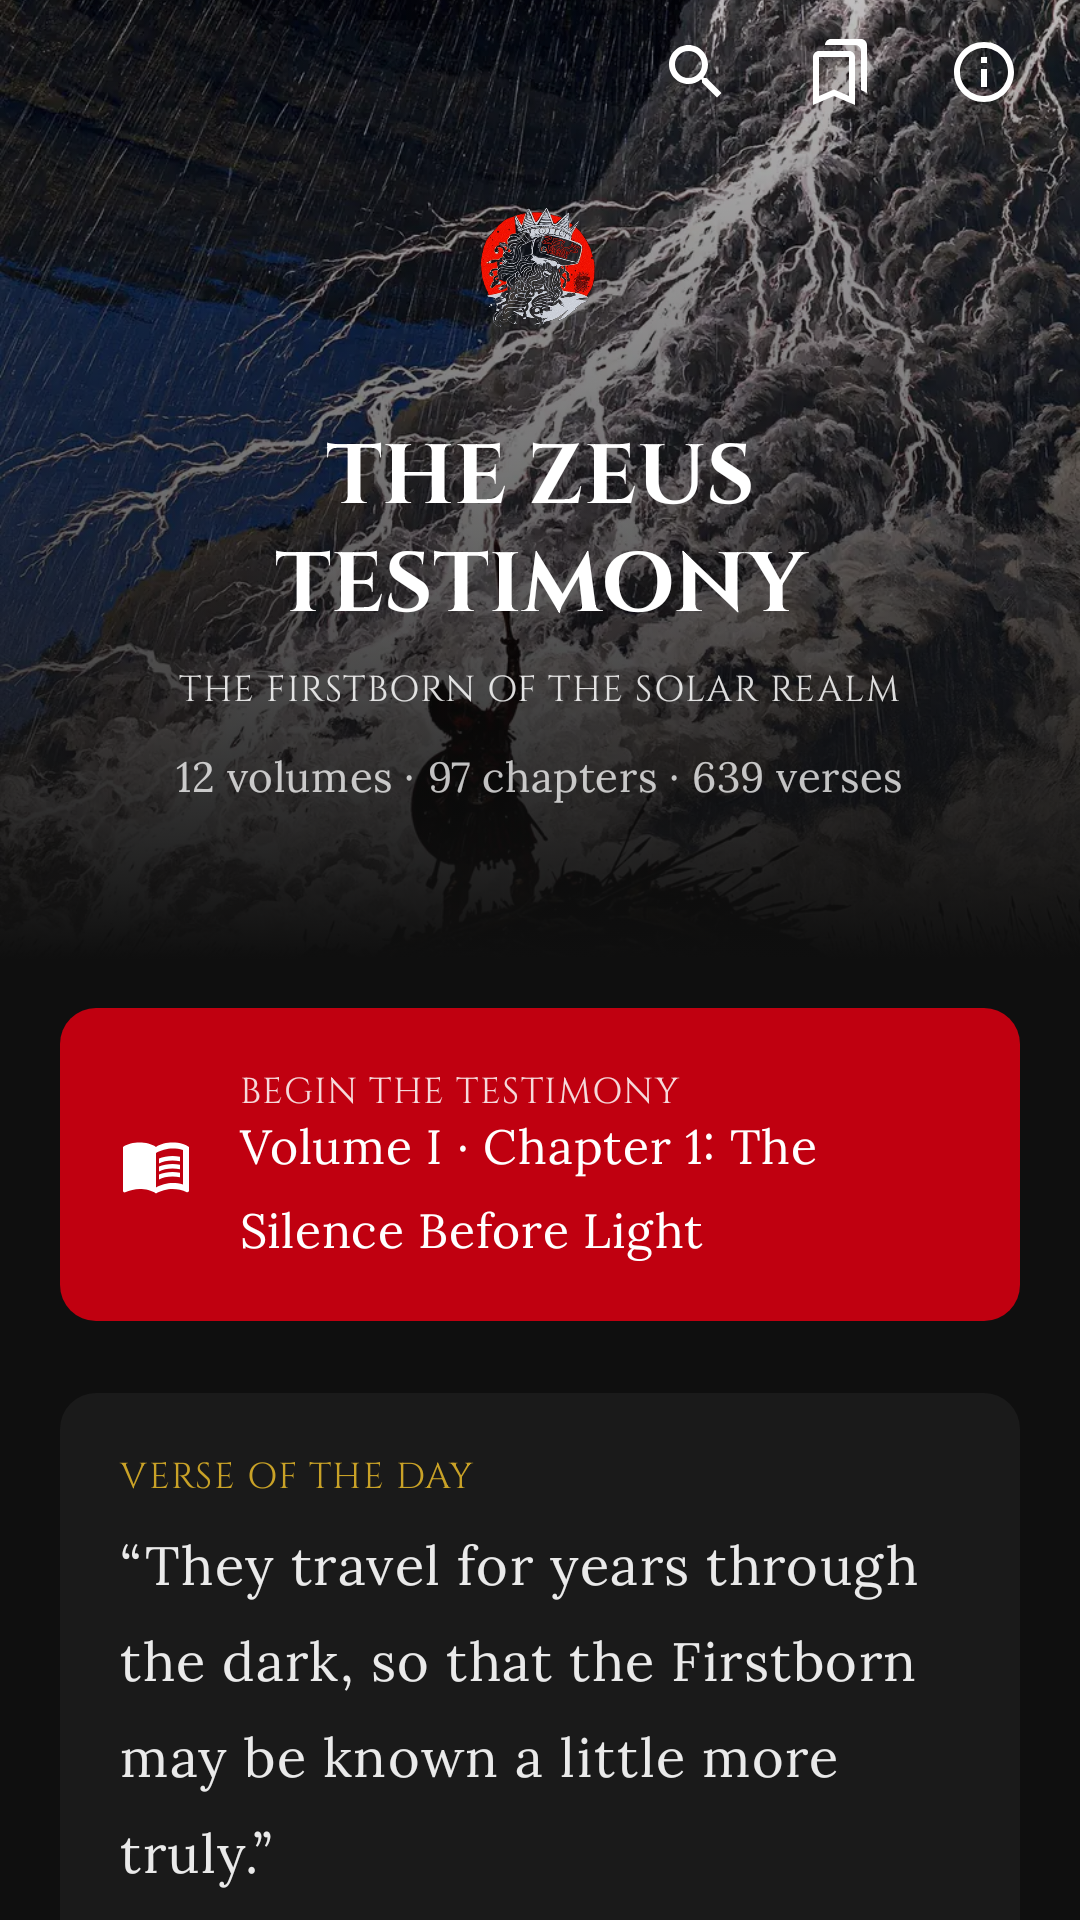 THE ZEUS
TESTIMONY
THE FIRSTBORN OF THE SOLAR REALM
12 volumes · 97 chapters · 639 verses
BEGIN THE TESTIMONY
Volume I · Chapter 1: The
Silence Before Light
VERSE OF THE DAY
“They travel for years through
the dark, so that the Firstborn
may be known a little more
truly.”